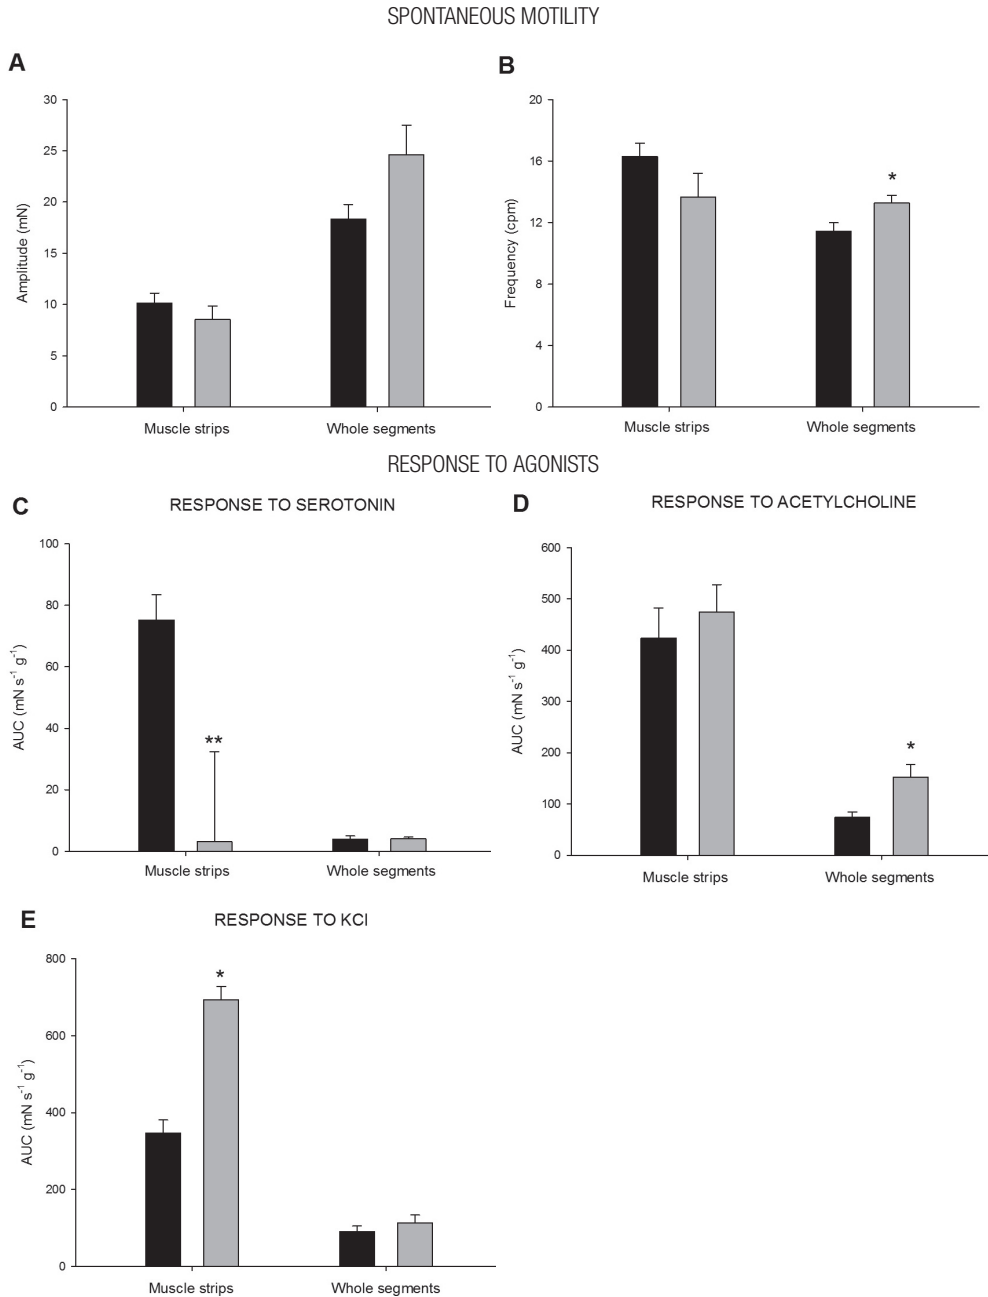 SPONTANEOUS MOTILITY
A
30
25
20
15
10
5
0
Amplitude (mN)
Muscle strips
Whole segments
B
20
16
12
8
4
0
Frequency (cpm)
*
Muscle strips
Whole segments
RESPONSE TO AGONISTS
C
RESPONSE TO SEROTONIN
100
80
60
40
20
0
AUC (mN s⁻¹ g⁻¹)
**
Muscle strips
Whole segments
D
RESPONSE TO ACETYLCHOLINE
600
500
400
300
200
100
0
AUC (mN s⁻¹ g⁻¹)
*
Muscle strips
Whole segments
E
RESPONSE TO KCl
800
600
400
200
0
AUC (mN s⁻¹ g⁻¹)
*
Muscle strips
Whole segments